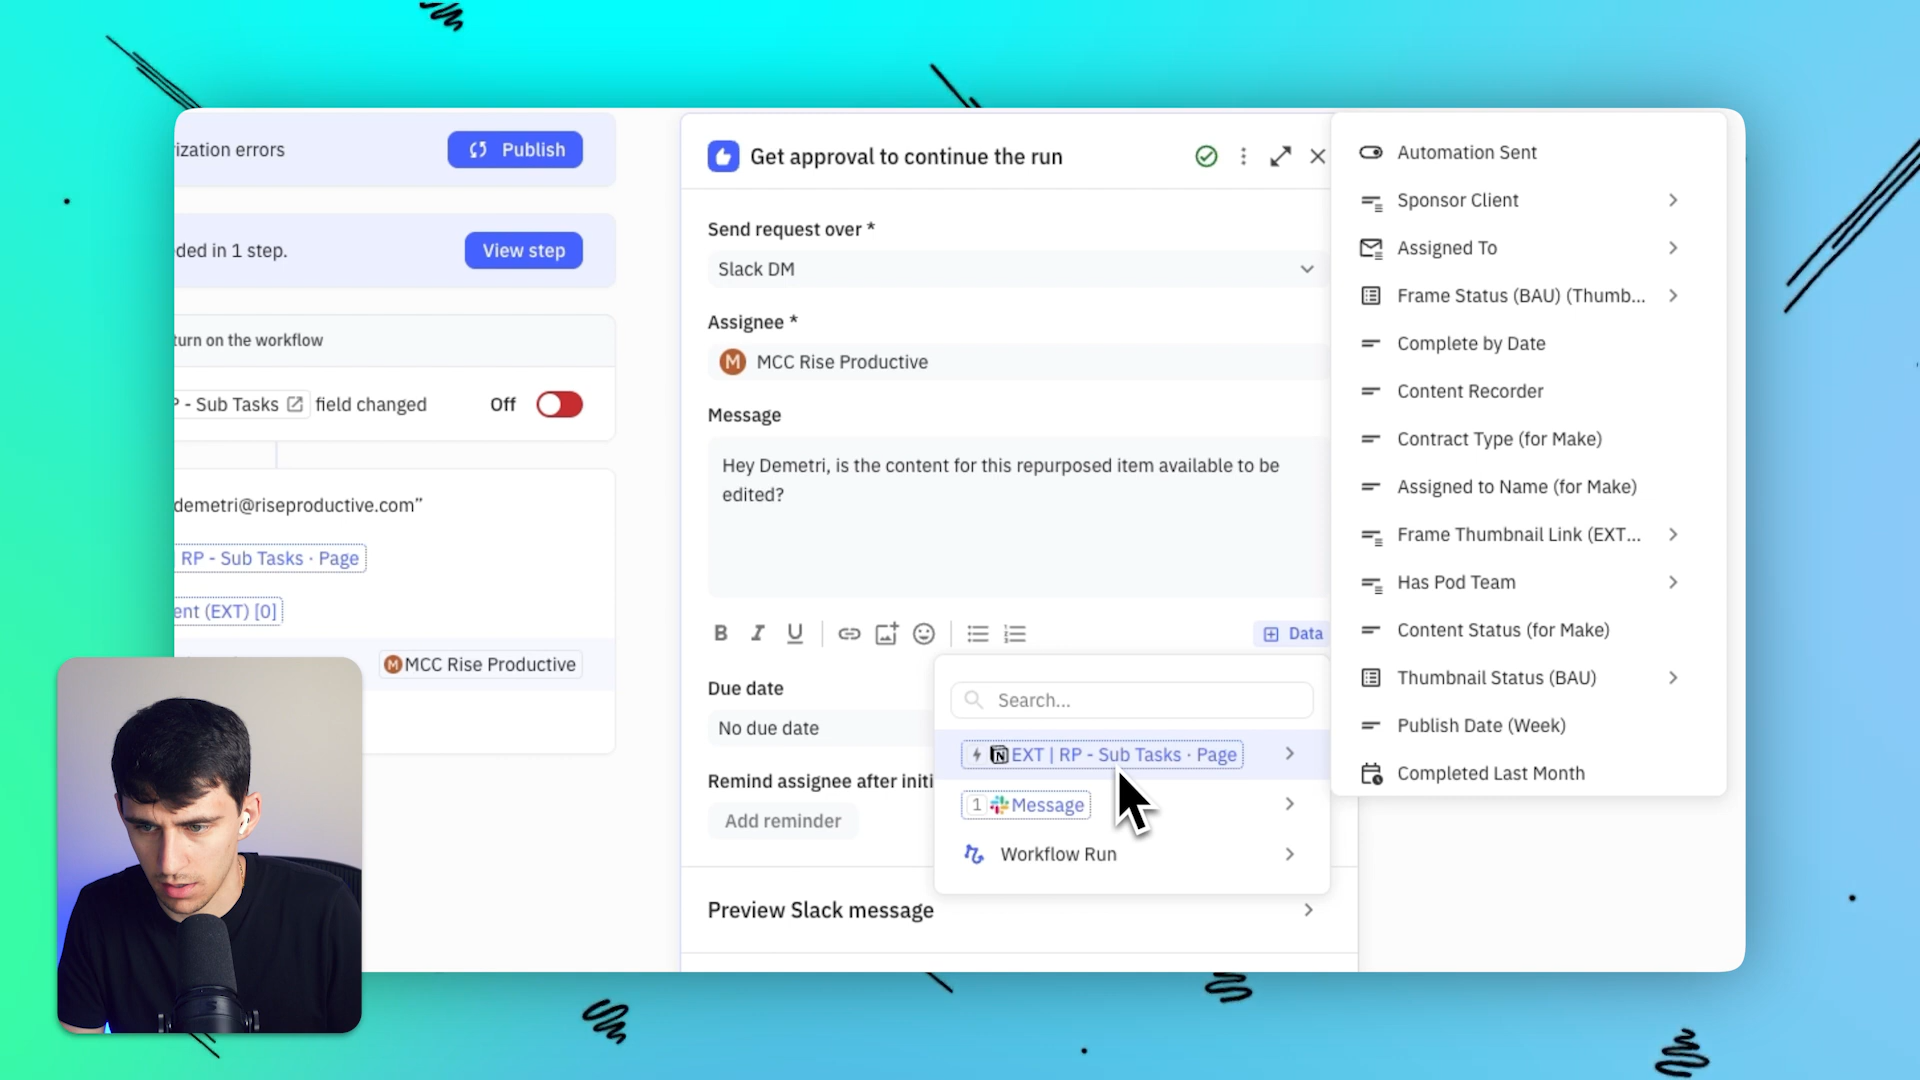 rization errors
Publish
ded in 1 step.
View step
turn on the workflow
P - Sub Tasks field changed
Off
demetri@riseproductive.com”
RP - Sub Tasks · Page
ent (EXT) [0]
M MCC Rise Productive
Get approval to continue the run
Send request over *
Slack DM
Assignee *
M MCC Rise Productive
Message
Hey Demetri, is the content for this repurposed item available to be
edited?
B I U
Data
Due date
No due date
Remind assignee after initi
Add reminder
Search...
EXT | RP - Sub Tasks · Page
1 Message
Workflow Run
Preview Slack message
Automation Sent
Sponsor Client
Assigned To
Frame Status (BAU) (Thumb...
Complete by Date
Content Recorder
Contract Type (for Make)
Assigned to Name (for Make)
Frame Thumbnail Link (EXT...
Has Pod Team
Content Status (for Make)
Thumbnail Status (BAU)
Publish Date (Week)
Completed Last Month